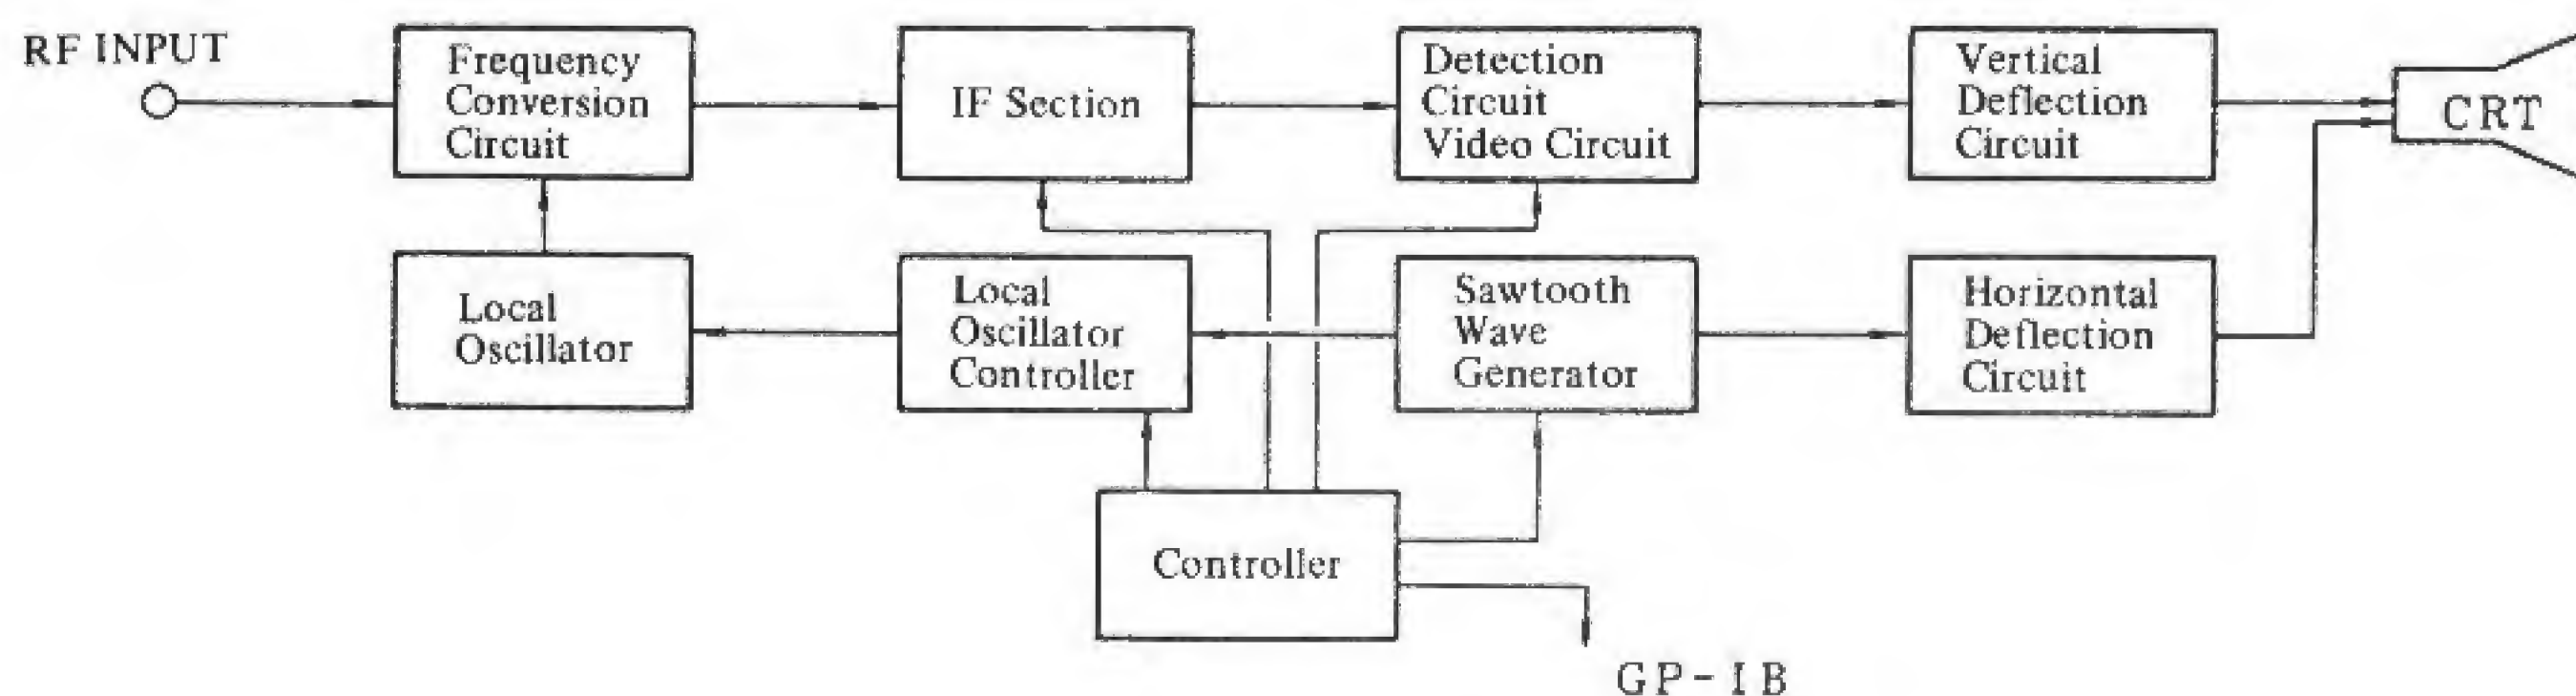 RF INPUT
Frequency
Conversion
Circuit
IF Section
Detection
Circuit
Video Circuit
Vertical
Deflection
Circuit
CRT
Local
Oscillator
Local
Oscillator
Controller
Sawtooth
Wave
Generator
Horizontal
Deflection
Circuit
Controller
GP-IB